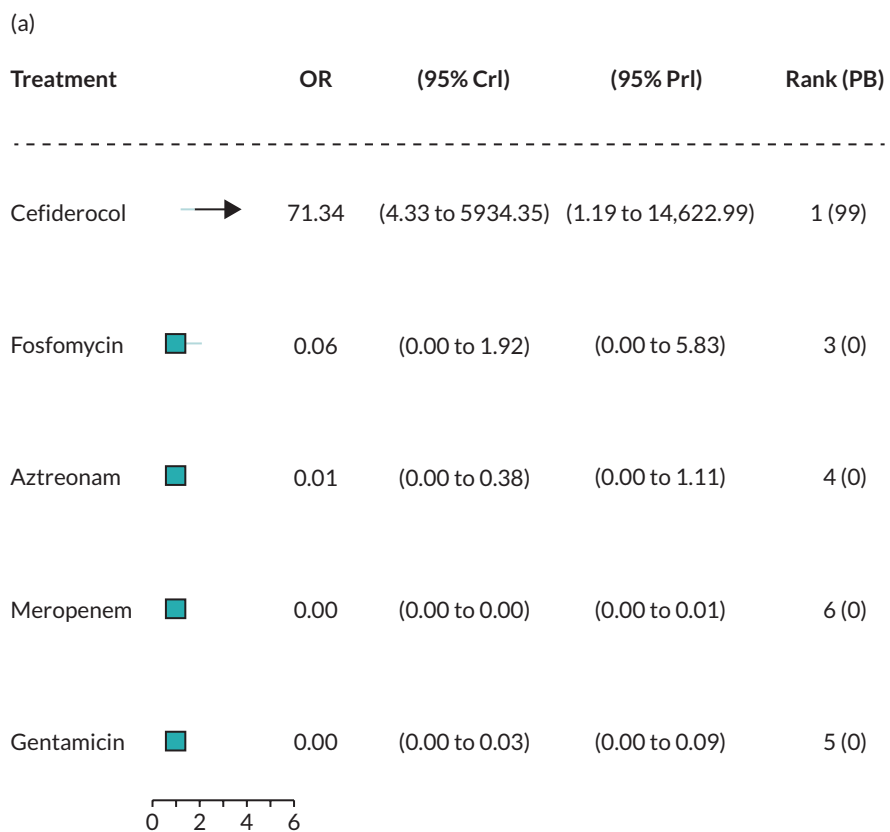 (a)
Treatment OR (95% Crl) (95% Prl) Rank (PB)
Cefiderocol 71.34 (4.33 to 5934.35) (1.19 to 14,622.99) 1 (99)
Fosfomycin 0.06 (0.00 to 1.92) (0.00 to 5.83) 3 (0)
Aztreonam 0.01 (0.00 to 0.38) (0.00 to 1.11) 4 (0)
Meropenem 0.00 (0.00 to 0.00) (0.00 to 0.01) 6 (0)
Gentamicin 0.00 (0.00 to 0.03) (0.00 to 0.09) 5 (0)
0 2 4 6